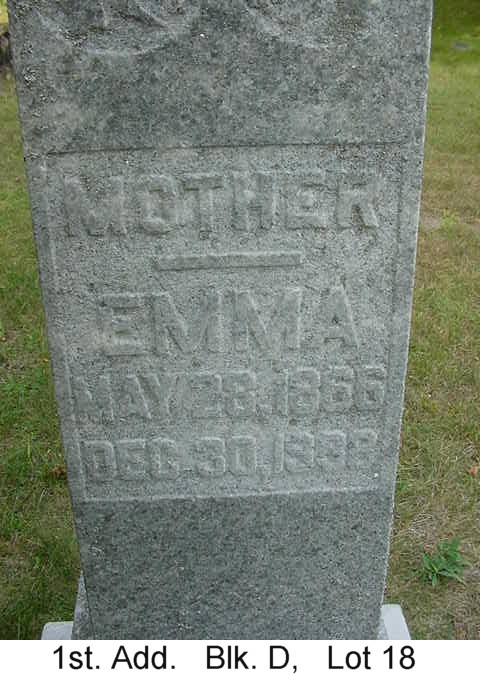 MOTHER
EMMA
MAY 28, 1866
DEC. 30,
1st. Add. Blk. D, Lot 18